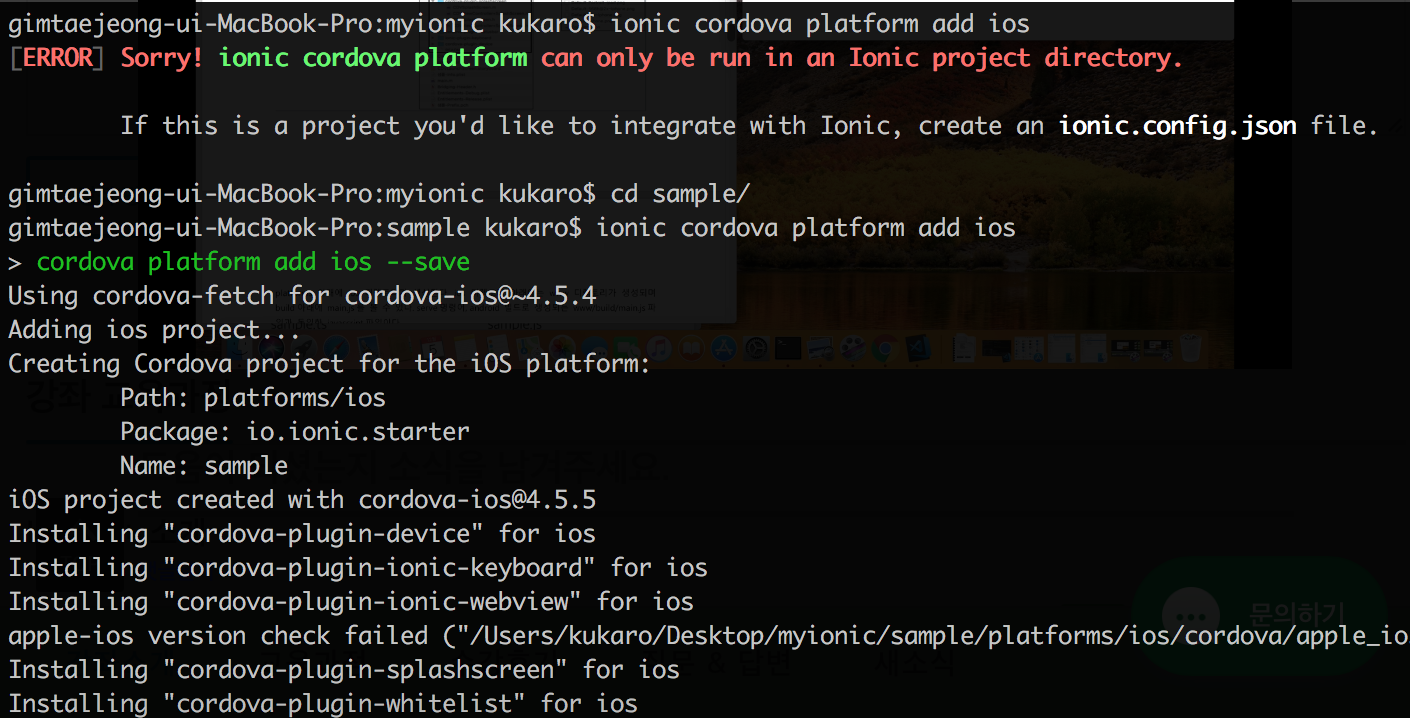 gimtaejeong-ui-MacBook-Pro:myionic kukaro$ ionic cordova platform add ios
[ERROR] Sorry! ionic cordova platform can only be run in an Ionic project directory.
If this is a project you'd like to integrate with Ionic, create an ionic.config.json file.
gimtaejeong-ui-MacBook-Pro:myionic kukaro$ cd sample/
gimtaejeong-ui-MacBook-Pro:sample kukaro$ ionic cordova platform add ios
> cordova platform add ios --save
Using cordova-fetch for cordova-ios@~4.5.4
Adding ios project...
Creating Cordova project for the iOS platform:
Path: platforms/ios
Package: io.ionic.starter
Name: sample
iOS project created with cordova-ios@4.5.5
Installing "cordova-plugin-device" for ios
Installing "cordova-plugin-ionic-keyboard" for ios
Installing "cordova-plugin-ionic-webview" for ios
apple-ios version check failed ("/Users/kukaro/Desktop/myionic/sample/platforms/ios/cordova/apple_io
Installing "cordova-plugin-splashscreen" for ios
Installing "cordova-plugin-whitelist" for ios
문의하기
새소식